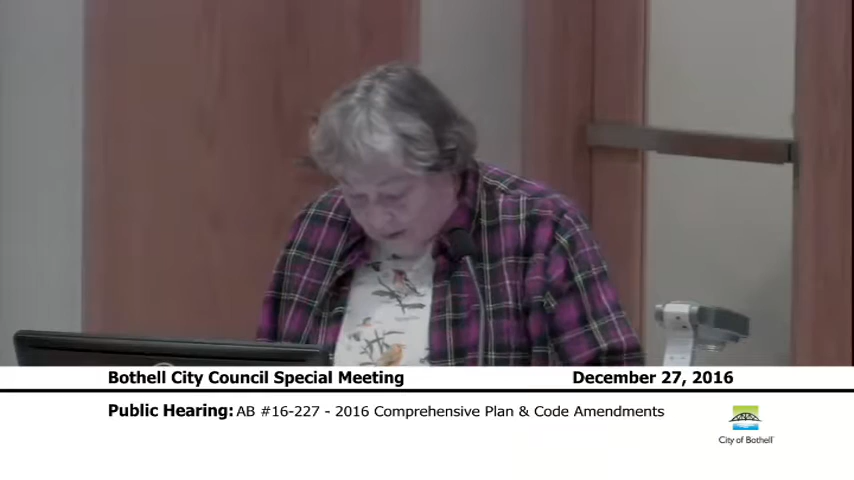 Bothell City Council Special Meeting December 27, 2016
Public Hearing: AB #16-227 - 2016 Comprehensive Plan & Code Amendments
City of Bothell